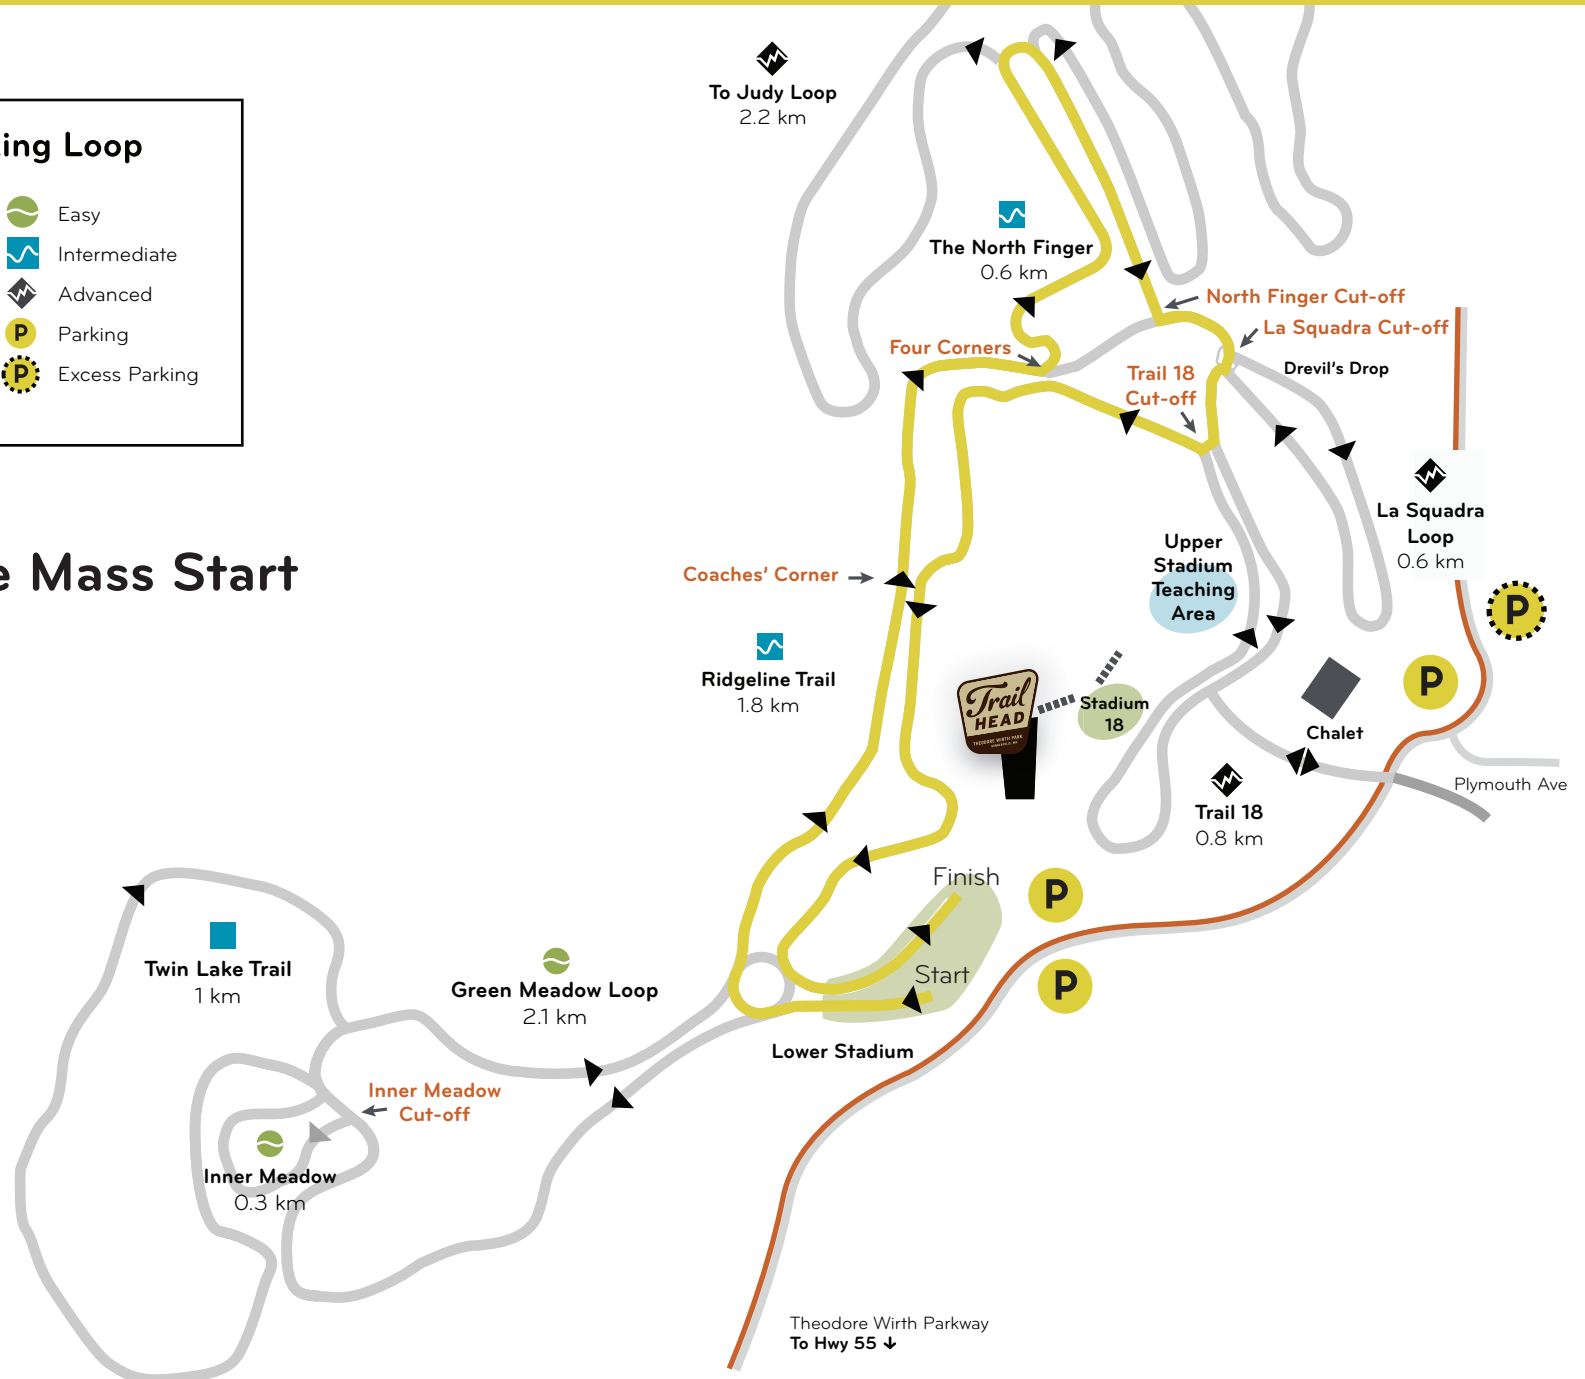 ing Loop
Easy
Intermediate
Advanced
P Parking
P Excess Parking
e Mass Start
To Judy Loop
2.2 km
The North Finger
0.6 km
North Finger Cut-off
La Squadra Cut-off
Four Corners
Drevil's Drop
Trail 18
Cut-off
La Squadra
Loop
0.6 km
Upper
Stadium
Teaching
Area
Coaches' Corner
P
Ridgeline Trail
1.8 km
Trail
HEAD
THEODORE WIRTH PARK
Stadium
18
P
Chalet
Plymouth Ave
Trail 18
0.8 km
Finish
P
Start
P
Lower Stadium
Twin Lake Trail
1 km
Green Meadow Loop
2.1 km
Inner Meadow
Cut-off
Inner Meadow
0.3 km
Theodore Wirth Parkway
To Hwy 55 ↓